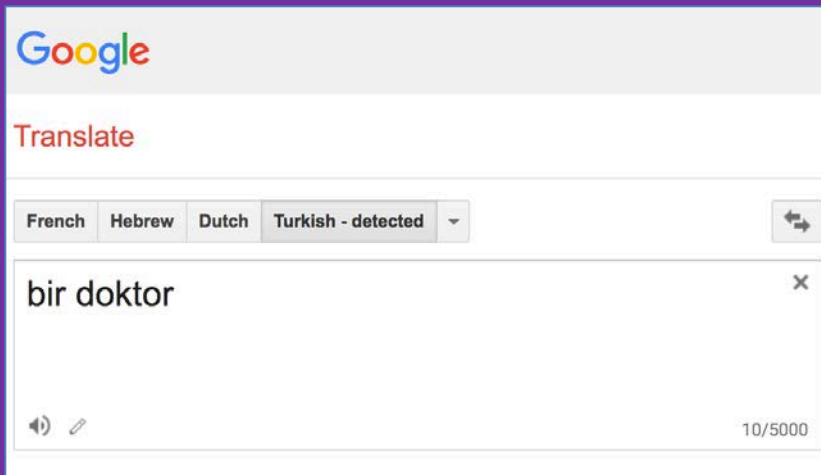 Google
Translate
French Hebrew Dutch Turkish - detected
bir doktor
10/5000